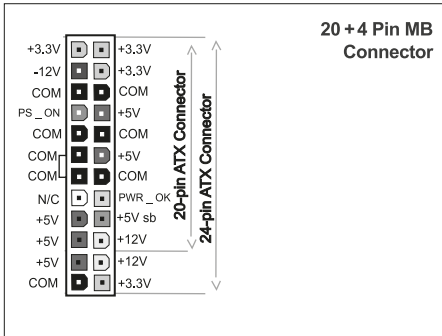 20+4 Pin MB
Connector
+3.3V +3.3V
-12V +3.3V
COM COM
PS_ON +5V
COM COM
COM +5V
COM COM
N/C PWR_OK
+5V +5V sb
+5V +12V
+5V +12V
COM +3.3V
20-pin ATX Connector
24-pin ATX Connector